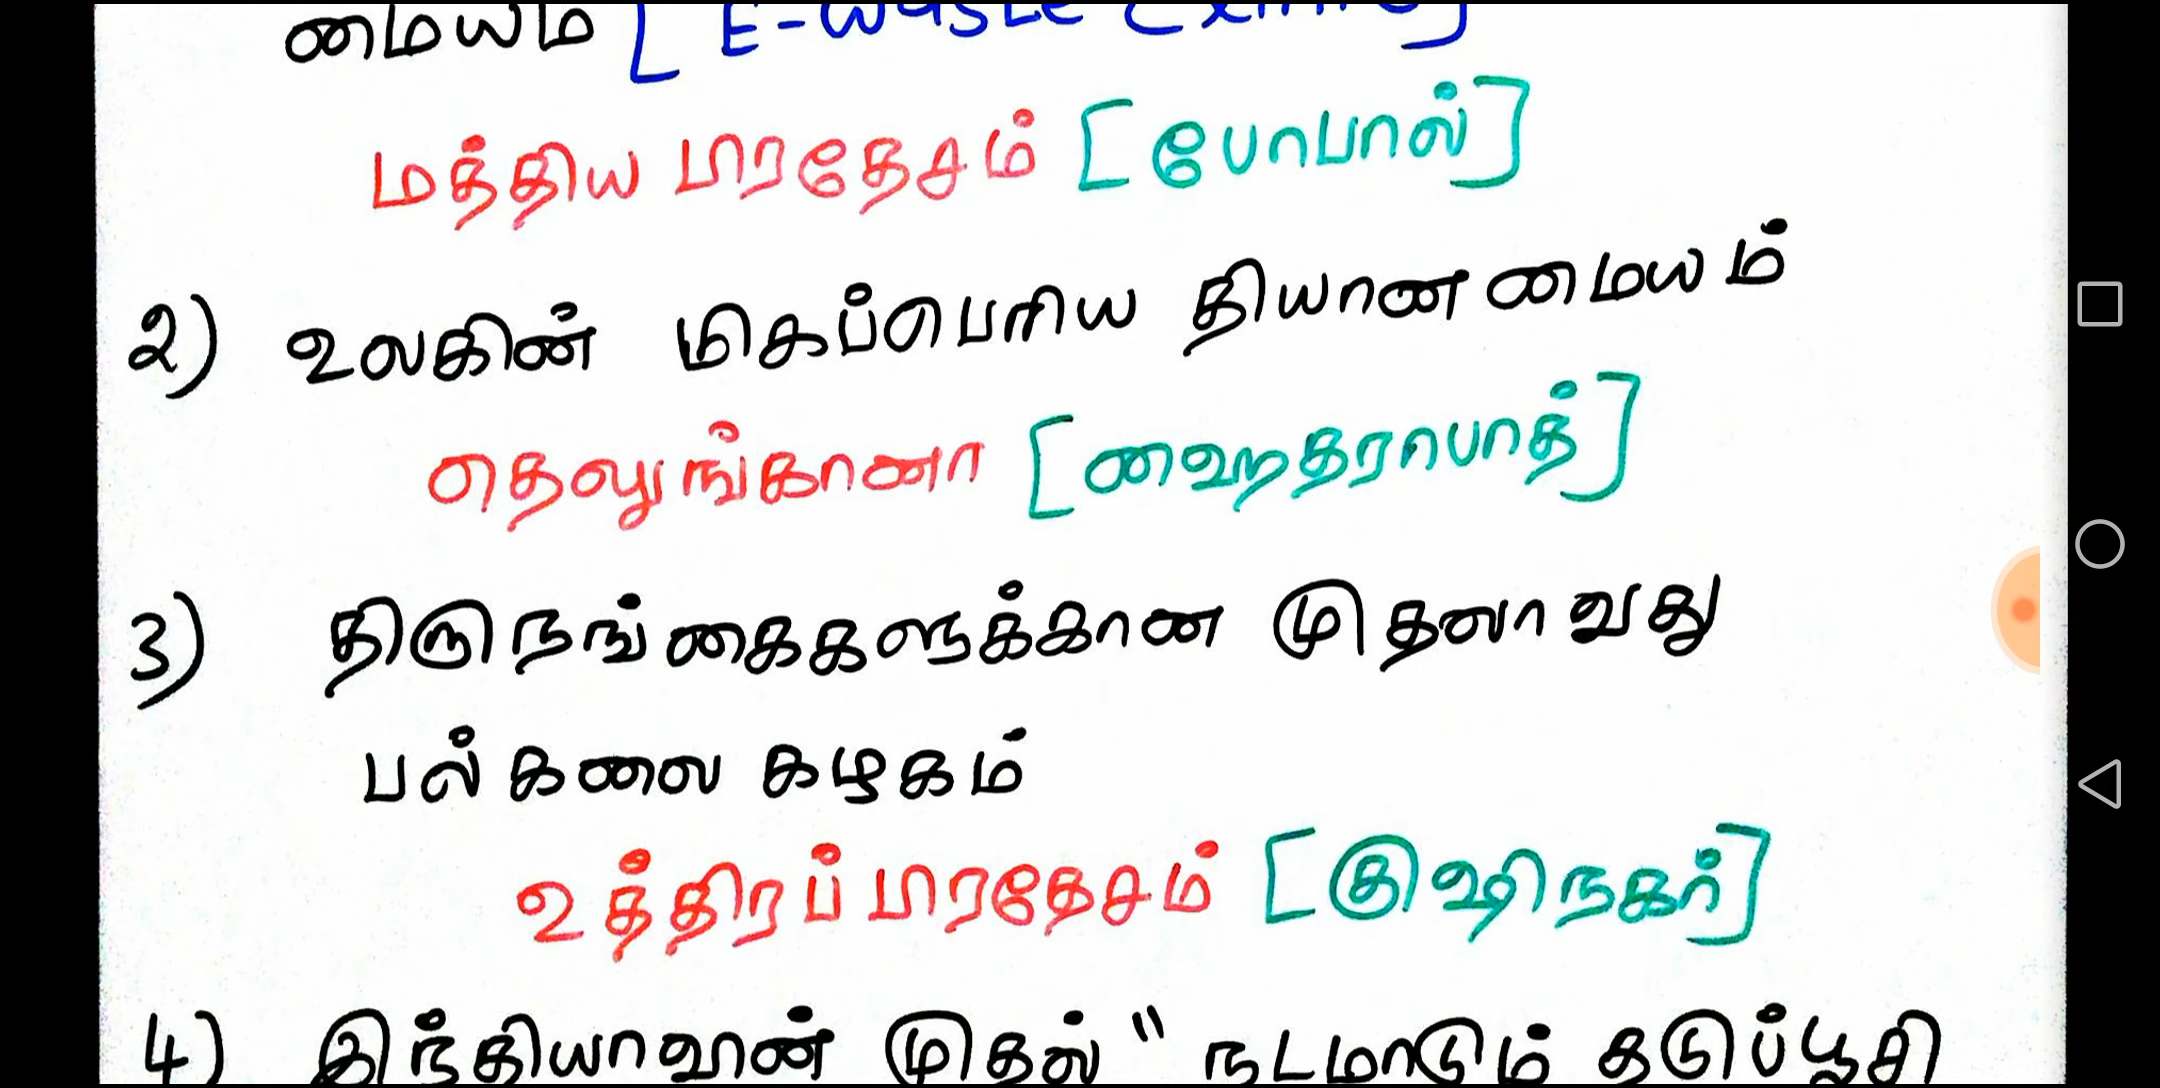 மையம் [E-Waste
மத்திய பிரதேசம் [போபால்]
2) உலகின் மிகப்பெரிய தியான மையம்
தெலுங்கானா [ஹைதராபாத்]
3) திருநங்கைகளுக்கான முதலாவது
பல்கலை கழகம்
உத்திரப் பிரதேசம் [குஷிநகர்]
4) இந்தியாவின் முதல் " நடமாடும் தடுப்பூசி